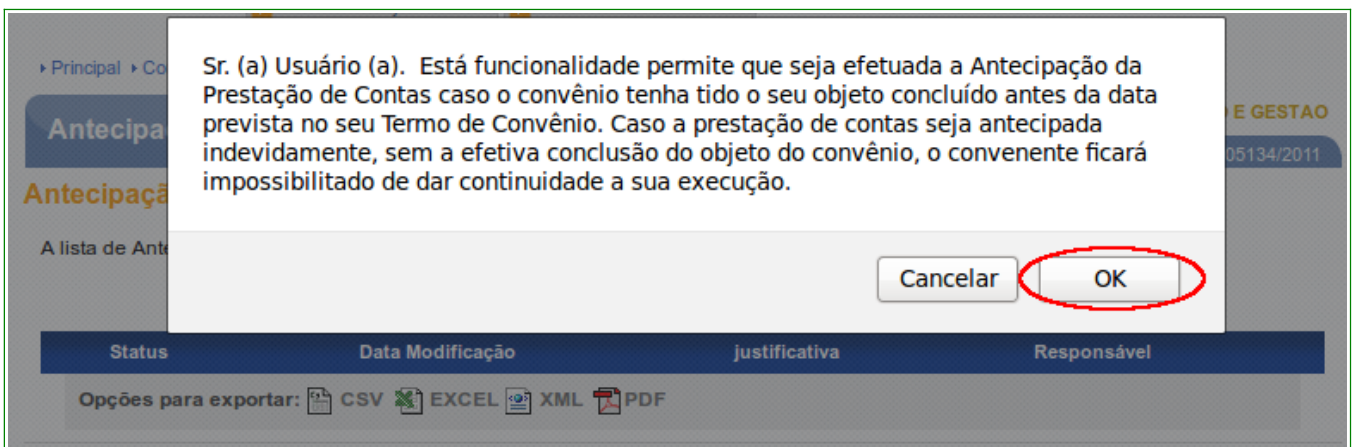 Principal Co
Sr. (a) Usuário (a). Está funcionalidade permite que seja efetuada a Antecipação da
Prestação de Contas caso o convênio tenha tido o seu objeto concluído antes da data
prevista no seu Termo de Convênio. Caso a prestação de contas seja antecipada
indevidamente, sem a efetiva conclusão do objeto do convênio, o convenente ficará
impossibilitado de dar continuidade a sua execução.
E GESTAO
Antecipa
05134/2011
Antecipaçã
A lista de Ante
Cancelar OK
Status Data Modificação justificativa Responsável
Opções para exportar: CSV EXCEL XML PDF